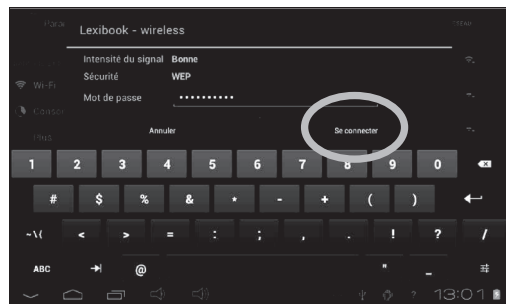 Lexibook - wireless
Intensité du signal Bonne
Sécurité WEP
Wi-Fi
Mot de passe ••••••••••
Plus
Annuler Se connecter
1 2 3 4 5 6 7 8 9 0
# $ % & * - + ( )
~\{ < > = : ; , . ! ? /
ABC @ " _
? 13:01